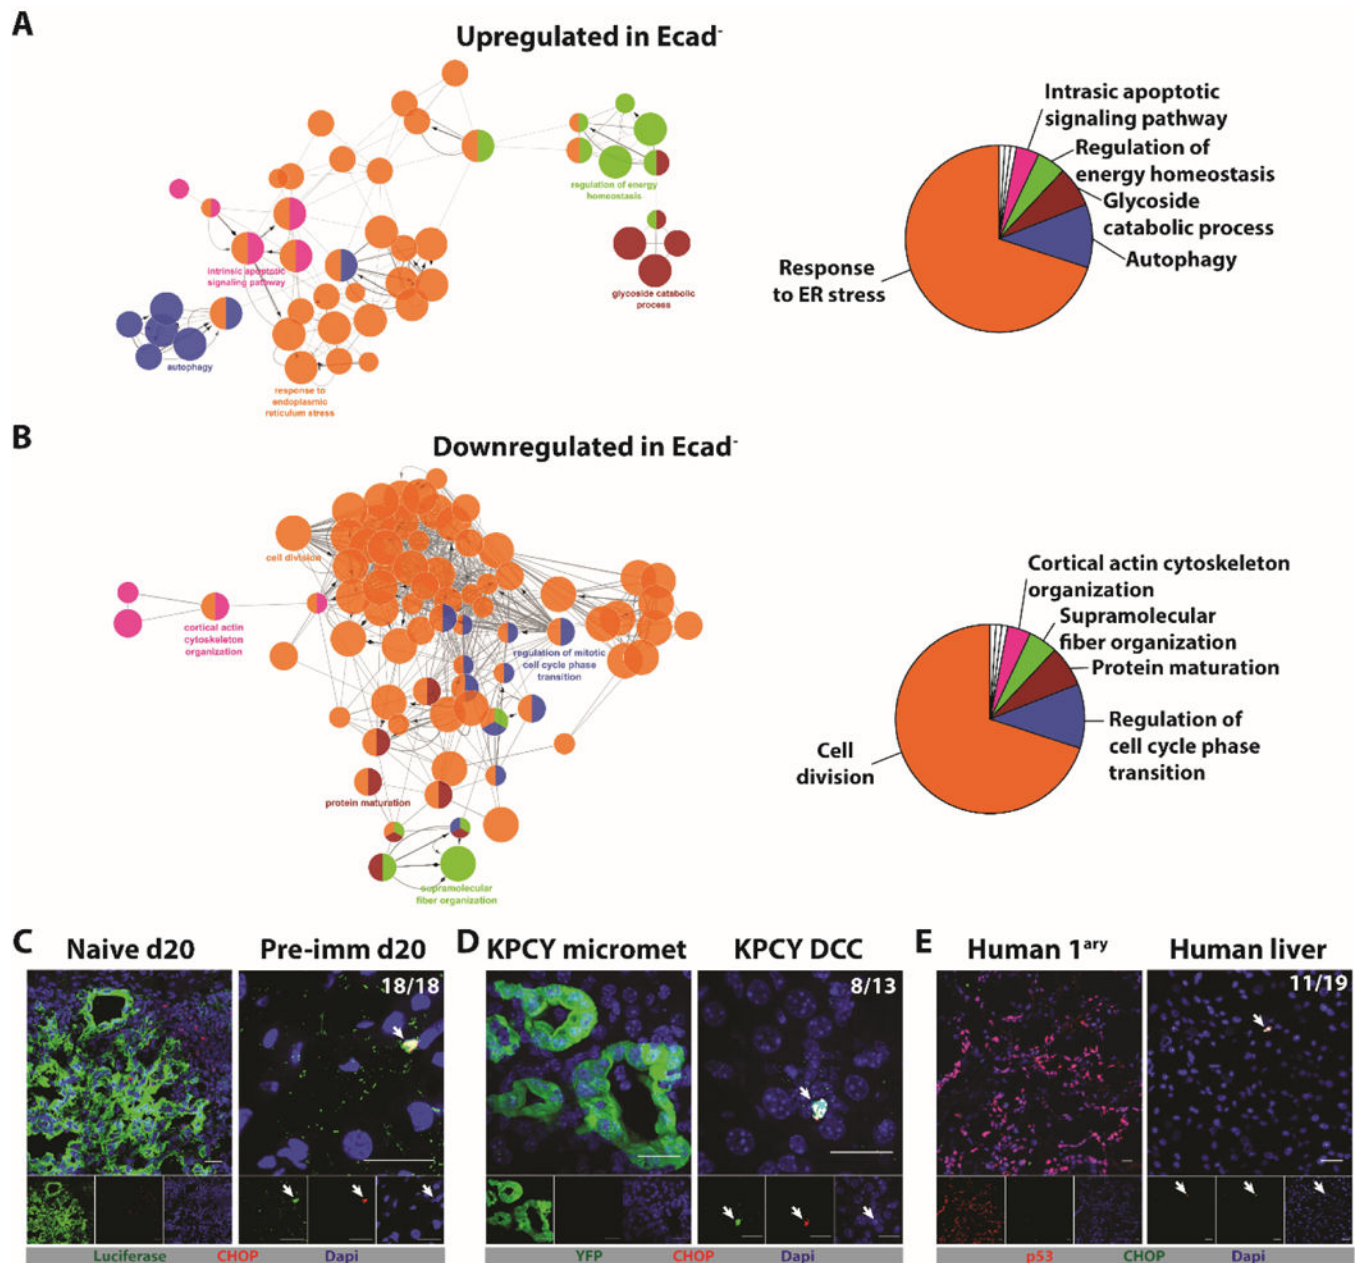 A
Upregulated in Ecad-
regulation of energy
homeostasis
intrinsic apoptotic
signaling pathway
glycoside catabolic
process
autophagy
response to
endoplasmic
reticulum stress
Intrasic apoptotic
signaling pathway
Regulation of
energy homeostasis
Glycoside
catabolic process
Autophagy
Response
to ER stress
B
Downregulated in Ecad-
cell division
cortical actin
cytoskeleton
organization
regulation of mitotic
cell cycle phase
transition
protein maturation
supramolecular
fiber organization
Cortical actin cytoskeleton
organization
Supramolecular
fiber organization
Protein maturation
Regulation of
cell cycle phase
transition
Cell
division
C
Naive d20
Pre-imm d20
18/18
Luciferase CHOP Dapi
D
KPCY micromet
KPCY DCC
8/13
YFP CHOP Dapi
E
Human 1ary
Human liver
11/19
p53 CHOP Dapi